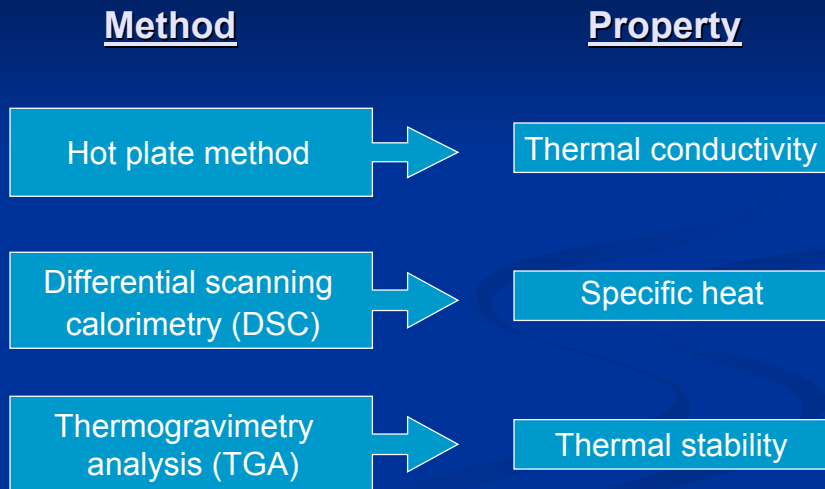 Method
Property
Hot plate method
Thermal conductivity
Differential scanning
calorimetry (DSC)
Specific heat
Thermogravimetry
analysis (TGA)
Thermal stability